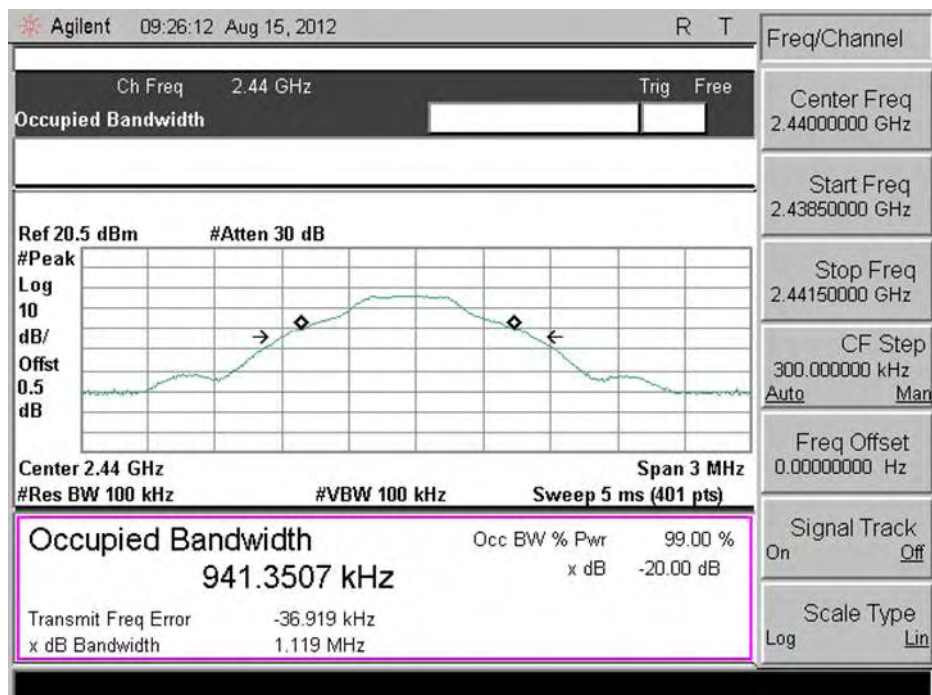 Agilent 09:26:12 Aug 15, 2012 R T
Ch Freq 2.44 GHz Trig Free
Occupied Bandwidth
Ref 20.5 dBm #Atten 30 dB
#Peak
Log
10
dB/
Offst
0.5
dB
Center 2.44 GHz Span 3 MHz
#Res BW 100 kHz #VBW 100 kHz Sweep 5 ms (401 pts)
Occupied Bandwidth
941.3507 kHz
Occ BW % Pwr 99.00 %
x dB -20.00 dB
Transmit Freq Error -36.919 kHz
x dB Bandwidth 1.119 MHz
Freq/Channel
Center Freq
2.44000000 GHz
Start Freq
2.43850000 GHz
Stop Freq
2.44150000 GHz
CF Step
300.000000 kHz
Auto Man
Freq Offset
0.00000000 Hz
Signal Track
On Off
Scale Type
Log Lin